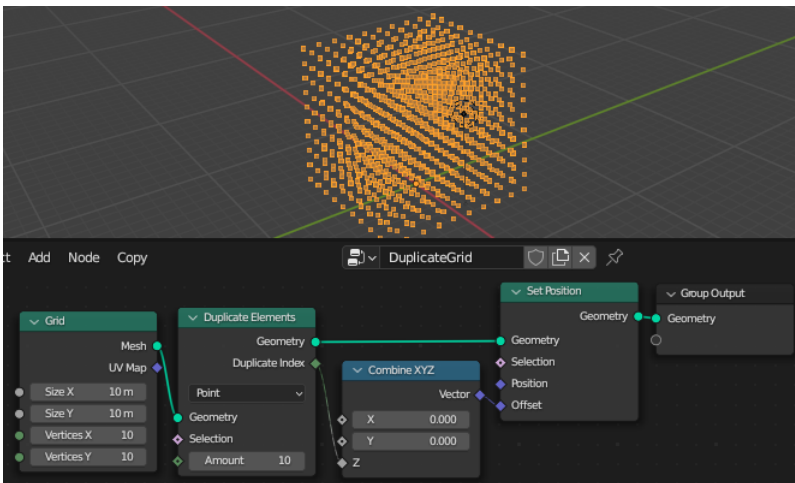 ct Add Node Copy
DuplicateGrid
Grid
Mesh
UV Map
Size X 10 m
Size Y 10 m
Vertices X 10
Vertices Y 10
Duplicate Elements
Geometry
Duplicate Index
Point
Geometry
Selection
Amount 10
Combine XYZ
Vector
X 0.000
Y 0.000
Z
Set Position
Geometry
Geometry
Selection
Position
Offset
Group Output
Geometry